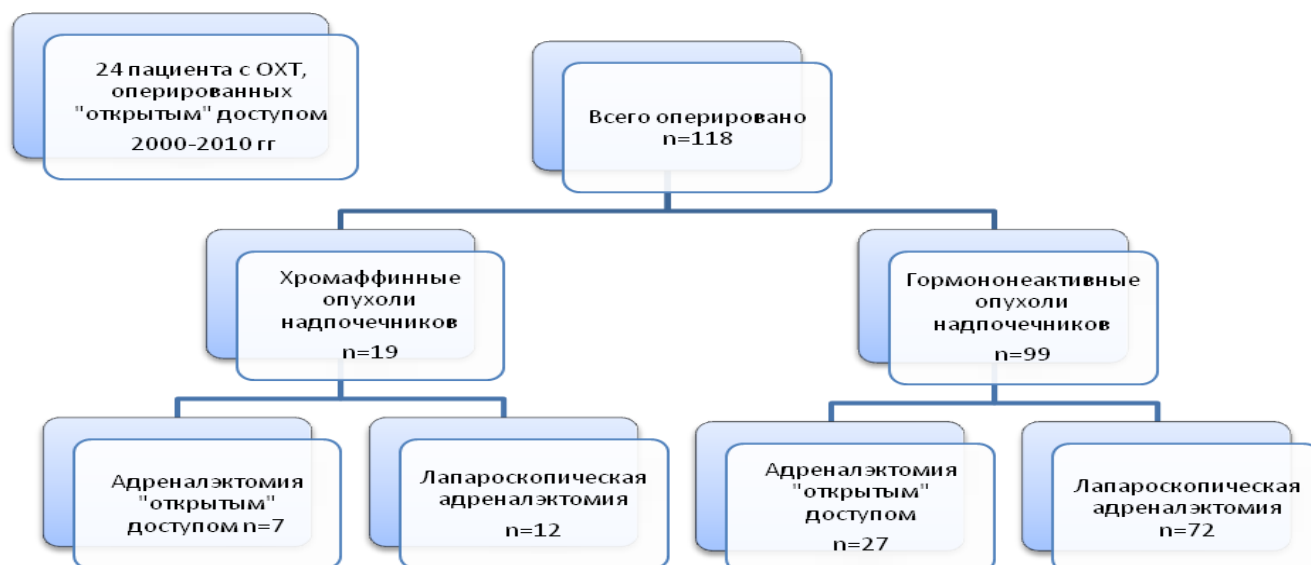 24 пациента с ОХТ,
оперированных
"открытым" доступом
2000-2010 гг
Всего оперировано
n=118
Хромаффинные
опухоли
надпочечников
n=19
Гормононеактивные
опухоли
надпочечников
n=99
Адреналэктомия
"открытым"
доступом n=7
Лапароскопическая
адреналэктомия
n=12
Адреналэктомия
"открытым"
доступом
n=27
Лапароскопическая
адреналэктомия
n=72